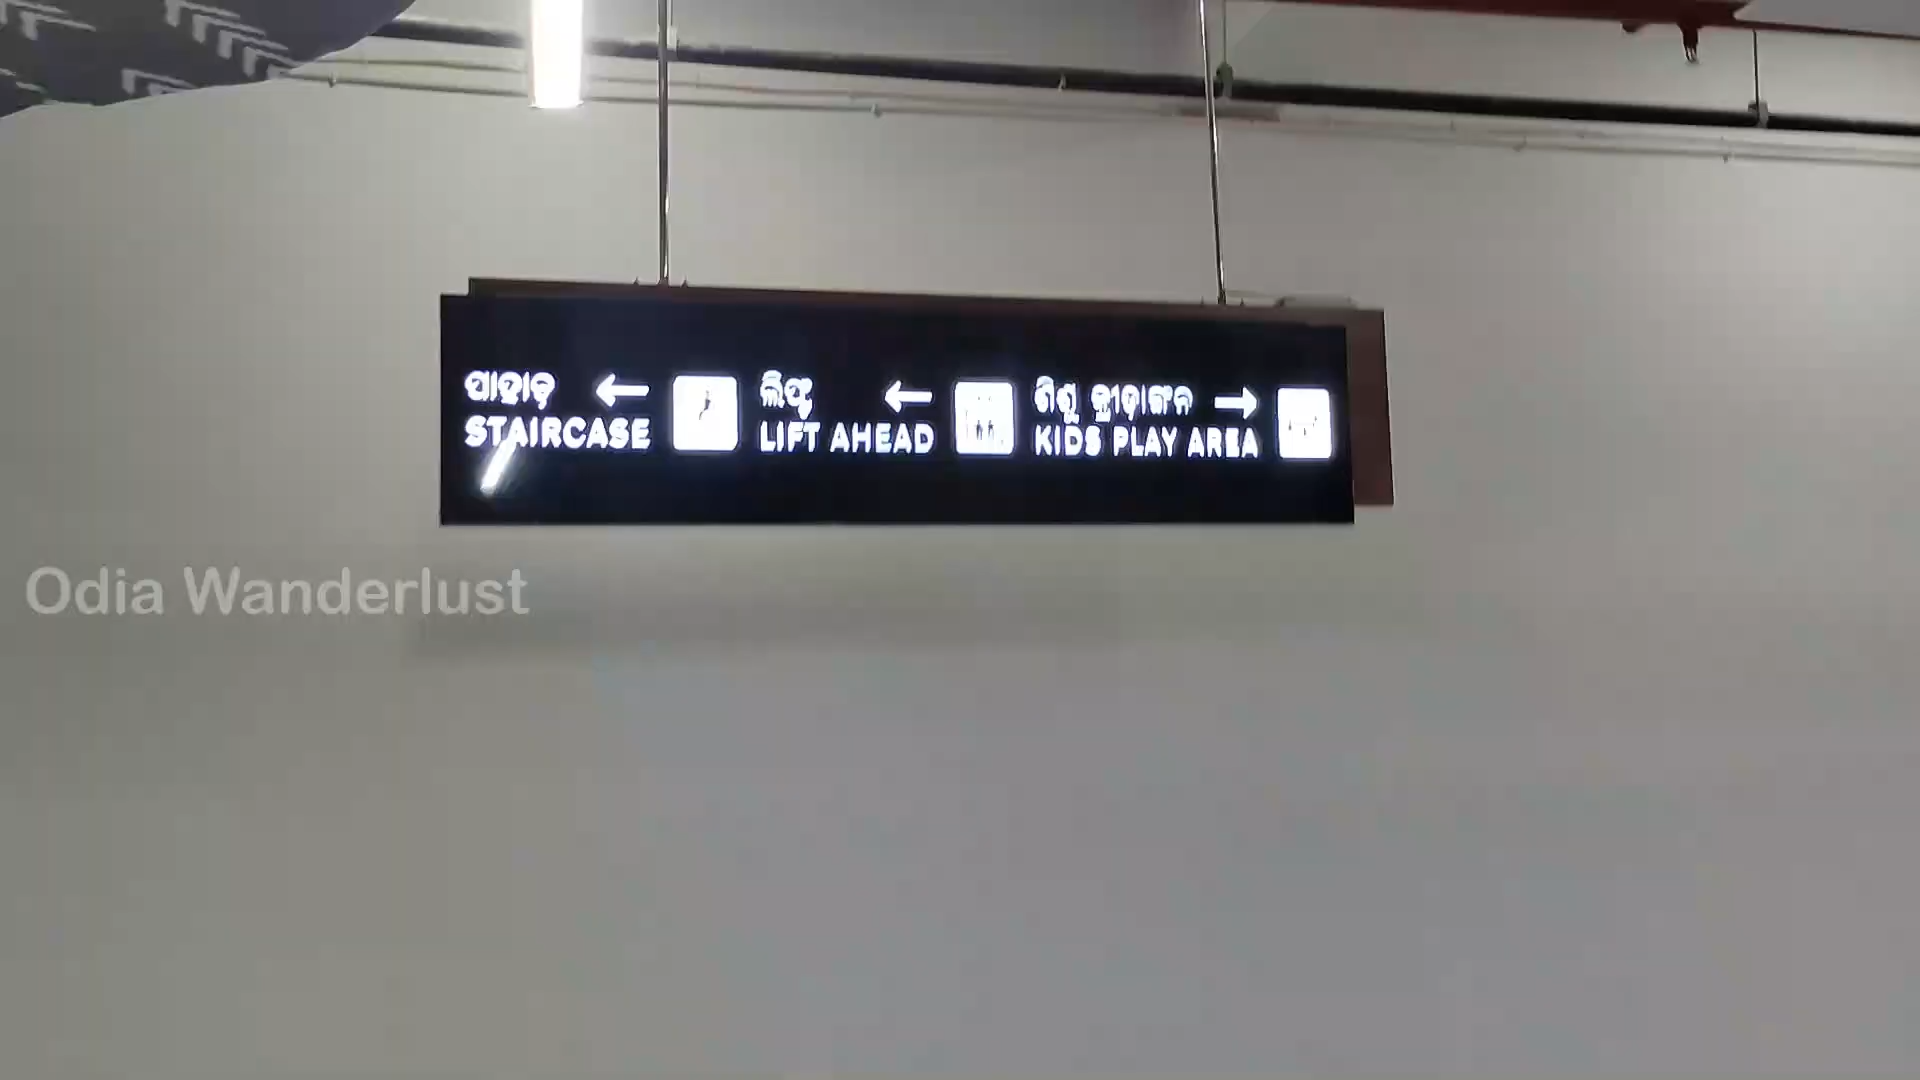 ପାହାଚ ←
STAIRCASE
ଲିଫ୍ଟ ←
LIFT AHEAD
ଶିଶୁ କ୍ରୀଡ଼ାଙ୍ଗନ →
KIDS PLAY AREA
Odia Wanderlust